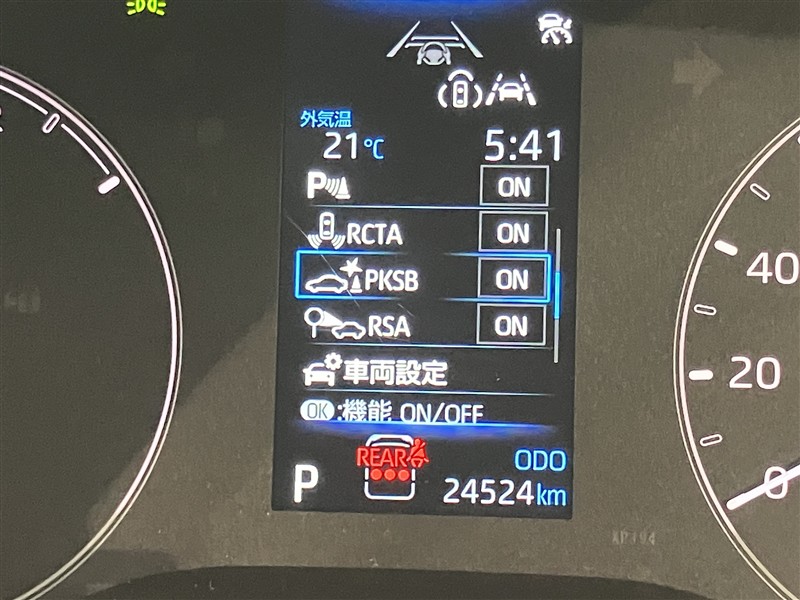 外気温
21℃ 5:41
P ON
RCTA ON
PKSB ON
RSA ON
車両設定
OK:機能 ON/OFF
REAR
ODO
P
24524km
40
20
0